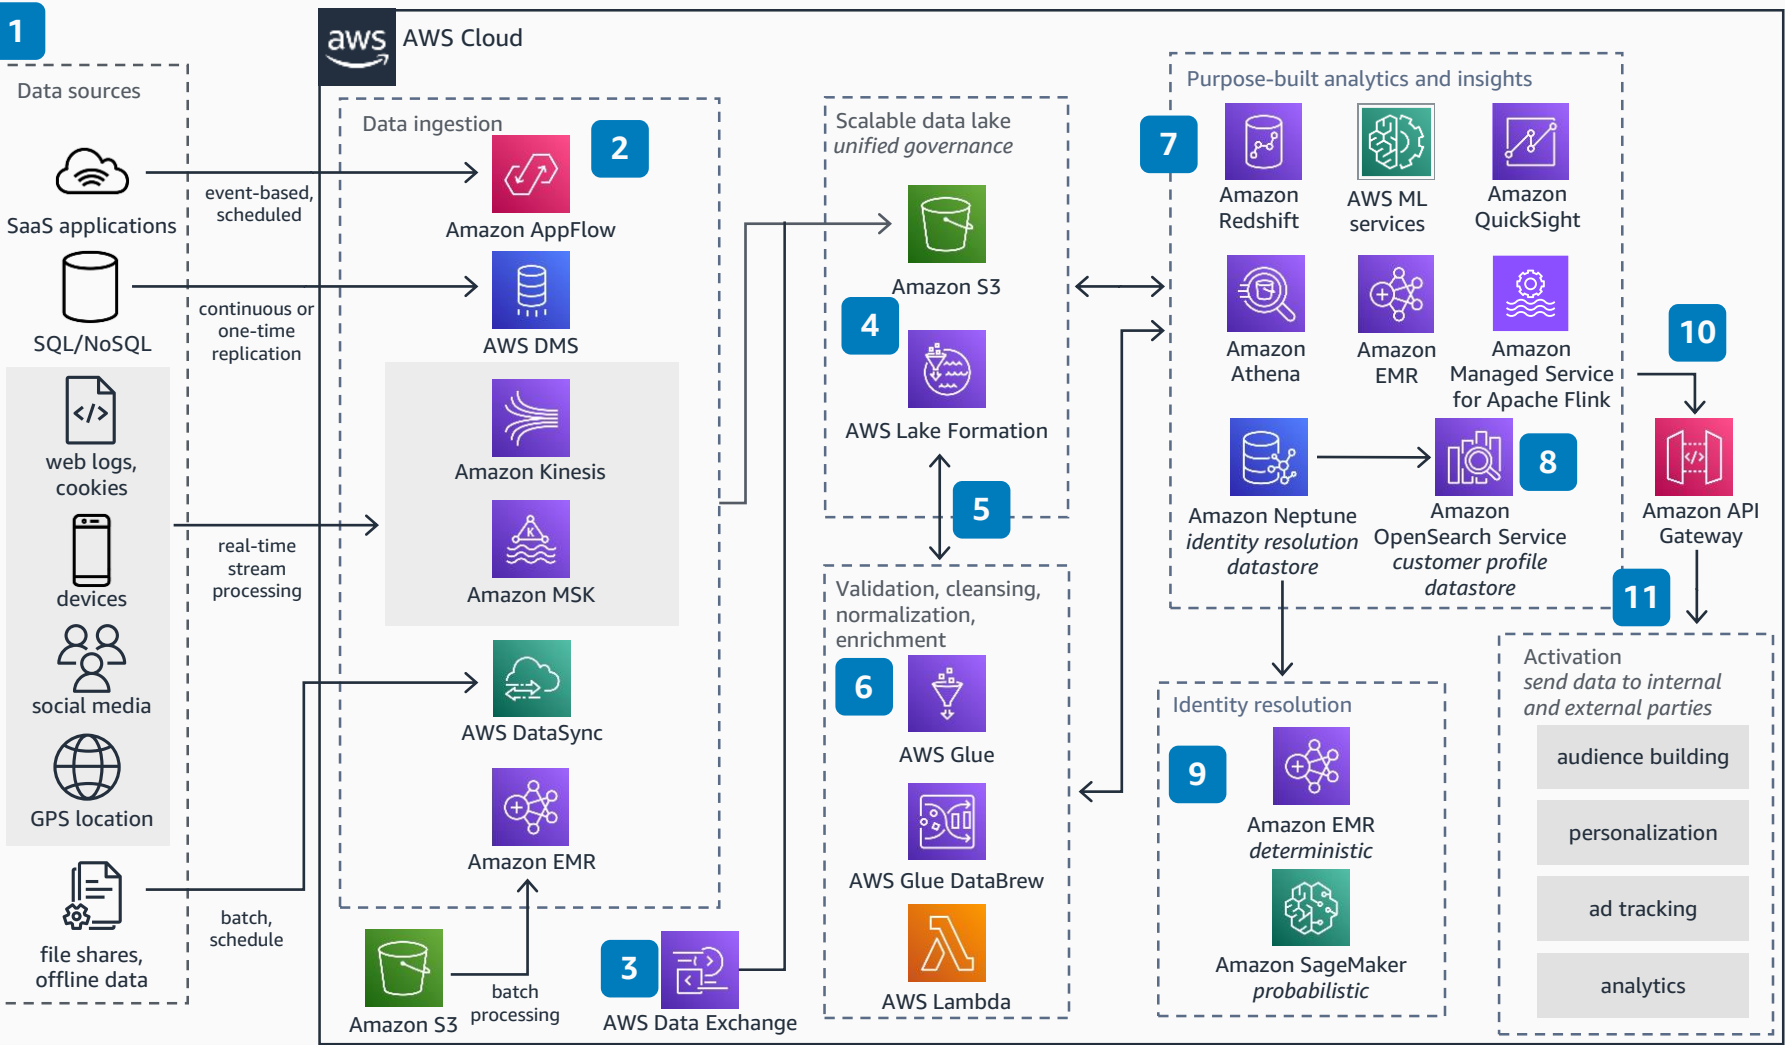 1
Data sources
SaaS applications
SQL/NoSQL
</>
web logs,
cookies
devices
social media
GPS location
file shares,
offline data
event-based,
scheduled
continuous or
one-time
replication
real-time
stream
processing
batch,
schedule
aws
AWS Cloud
Data ingestion
2
Amazon AppFlow
AWS DMS
Amazon Kinesis
K
Amazon MSK
AWS DataSync
Amazon EMR
Amazon S3
batch
processing
3
AWS Data Exchange
Scalable data lake
unified governance
Amazon S3
4
AWS Lake Formation
5
Validation, cleansing,
normalization,
enrichment
6
AWS Glue
AWS Glue DataBrew
AWS Lambda
Purpose-built analytics and insights
7
Amazon
Redshift
AWS ML
services
Amazon
QuickSight
Amazon
Athena
Amazon
EMR
Amazon
Managed Service
for Apache Flink
Amazon Neptune
identity resolution
datastore
8
Amazon
OpenSearch Service
customer profile
datastore
Identity resolution
9
Amazon EMR
deterministic
Amazon SageMaker
probabilistic
10
</>
Amazon API
Gateway
11
Activation
send data to internal
and external parties
audience building
personalization
ad tracking
analytics